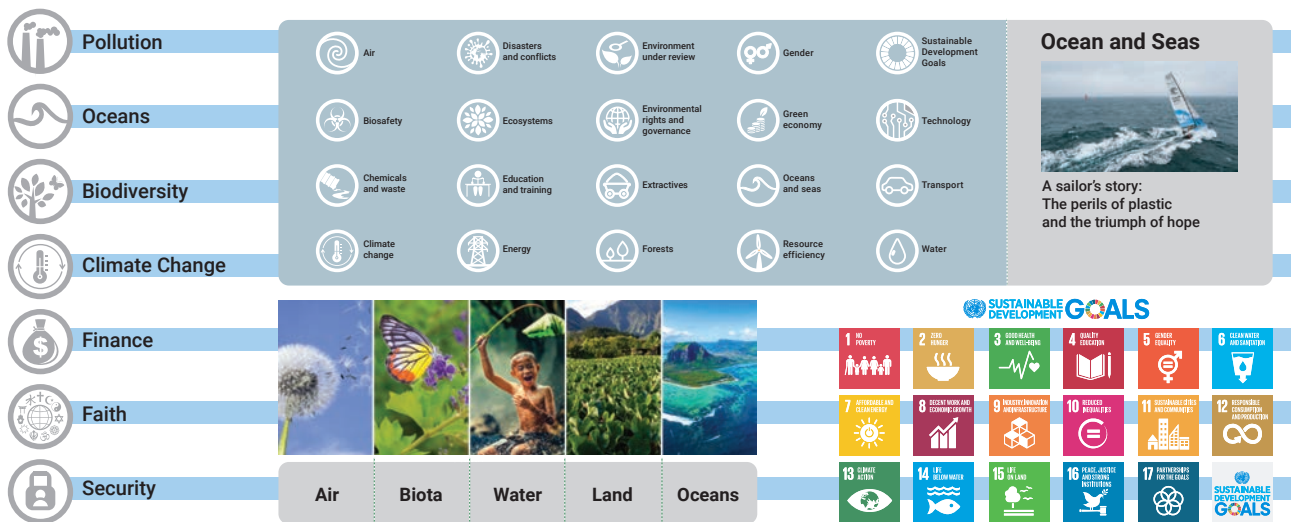 Pollution
Oceans
Biodiversity
Climate Change
Finance
Faith
Security
Air
Disasters
and conflicts
Environment
under review
Gender
Sustainable
Development
Goals
Biosafety
Ecosystems
Environmental
rights and
governance
Green
economy
Technology
Chemicals
and waste
Education
and training
Extractives
Oceans
and seas
Transport
Climate
change
Energy
Forests
Resource
efficiency
Water
Ocean and Seas
A sailor's story:
The perils of plastic
and the triumph of hope
Air
Biota
Water
Land
Oceans
SUSTAINABLE
DEVELOPMENT
GOALS
1 NO
POVERTY
2 ZERO
HUNGER
3 GOOD HEALTH
AND WELL-BEING
4 QUALITY
EDUCATION
5 GENDER
EQUALITY
6 CLEAN WATER
AND SANITATION
7 AFFORDABLE AND
CLEAN ENERGY
8 DECENT WORK AND
ECONOMIC GROWTH
9 INDUSTRY, INNOVATION
AND INFRASTRUCTURE
10 REDUCED
INEQUALITIES
11 SUSTAINABLE CITIES
AND COMMUNITIES
12 RESPONSIBLE
CONSUMPTION
AND PRODUCTION
13 CLIMATE
ACTION
14 LIFE
BELOW WATER
15 LIFE
ON LAND
16 PEACE, JUSTICE
AND STRONG
INSTITUTIONS
17 PARTNERSHIPS
FOR THE GOALS
SUSTAINABLE
DEVELOPMENT
GOALS